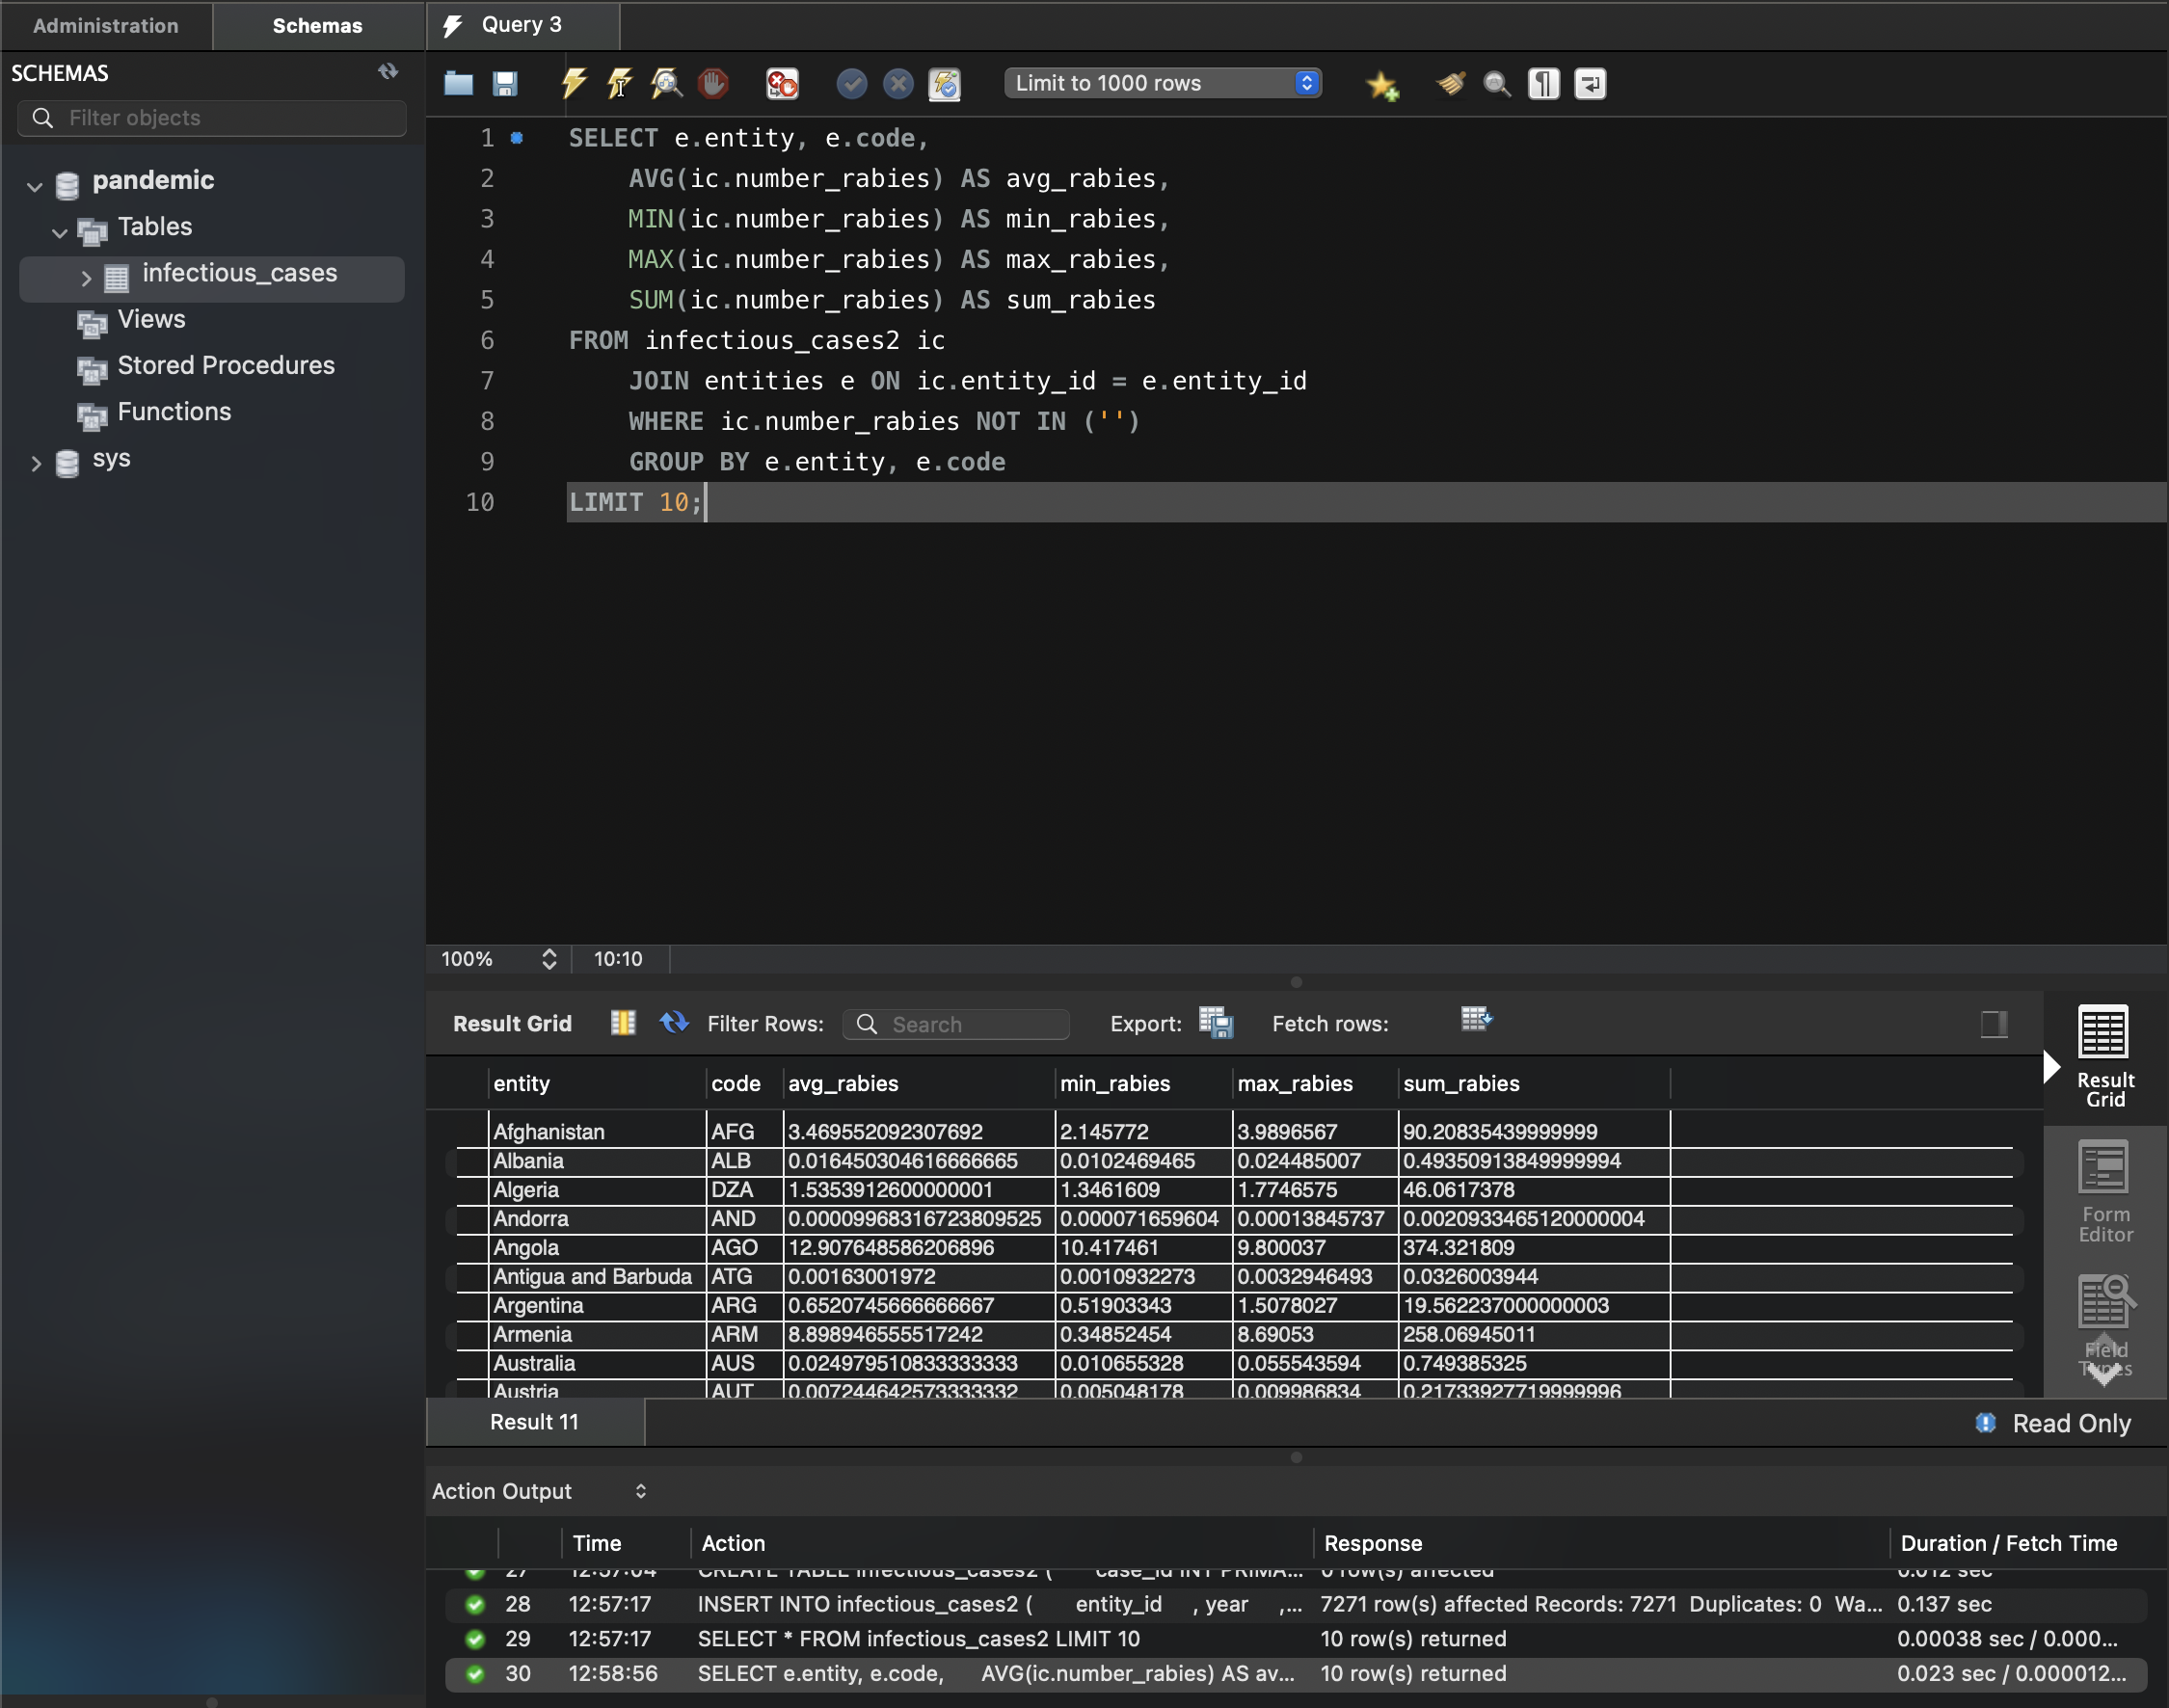 Administration
Schemas
Query 3
SCHEMAS
Filter objects
pandemic
Tables
infectious_cases
Views
Stored Procedures
Functions
sys
Limit to 1000 rows
1 SELECT e.entity, e.code,
2 AVG(ic.number_rabies) AS avg_rabies,
3 MIN(ic.number_rabies) AS min_rabies,
4 MAX(ic.number_rabies) AS max_rabies,
5 SUM(ic.number_rabies) AS sum_rabies
6 FROM infectious_cases2 ic
7 JOIN entities e ON ic.entity_id = e.entity_id
8 WHERE ic.number_rabies NOT IN ('')
9 GROUP BY e.entity, e.code
10 LIMIT 10;
100% 10:10
Result Grid Filter Rows: Search Export: Fetch rows:
entity code avg_rabies min_rabies max_rabies sum_rabies
Afghanistan AFG 3.469552092307692 2.145772 3.9896567 90.20835439999999
Albania ALB 0.016450304616666665 0.0102469465 0.024485007 0.49350913849999994
Algeria DZA 1.5353912600000001 1.3461609 1.7746575 46.0617378
Andorra AND 0.00009968316723809525 0.000071659604 0.00013845737 0.0020933465120000004
Angola AGO 12.907648586206896 10.417461 9.800037 374.321809
Antigua and Barbuda ATG 0.00163001972 0.0010932273 0.0032946493 0.0326003944
Argentina ARG 0.6520745666666667 0.51903343 1.5078027 19.562237000000003
Armenia ARM 8.898946555517242 0.34852454 8.69053 258.06945011
Australia AUS 0.024979510833333333 0.010655328 0.055543594 0.749385325
Austria AUT 0.007244642573333332 0.005048178 0.009986834 0.21733927719999996
Result
Grid
Form
Editor
Field
Types
Result 11
Read Only
Action Output
Time Action Response Duration / Fetch Time
27 12:57:04 CREATE TABLE infectious_cases2 ( case_id INT PRIMA... 0 row(s) affected 0.012 sec
28 12:57:17 INSERT INTO infectious_cases2 ( entity_id , year ,... 7271 row(s) affected Records: 7271 Duplicates: 0 Wa... 0.137 sec
29 12:57:17 SELECT * FROM infectious_cases2 LIMIT 10 10 row(s) returned 0.00038 sec / 0.000...
30 12:58:56 SELECT e.entity, e.code, AVG(ic.number_rabies) AS av... 10 row(s) returned 0.023 sec / 0.000012...